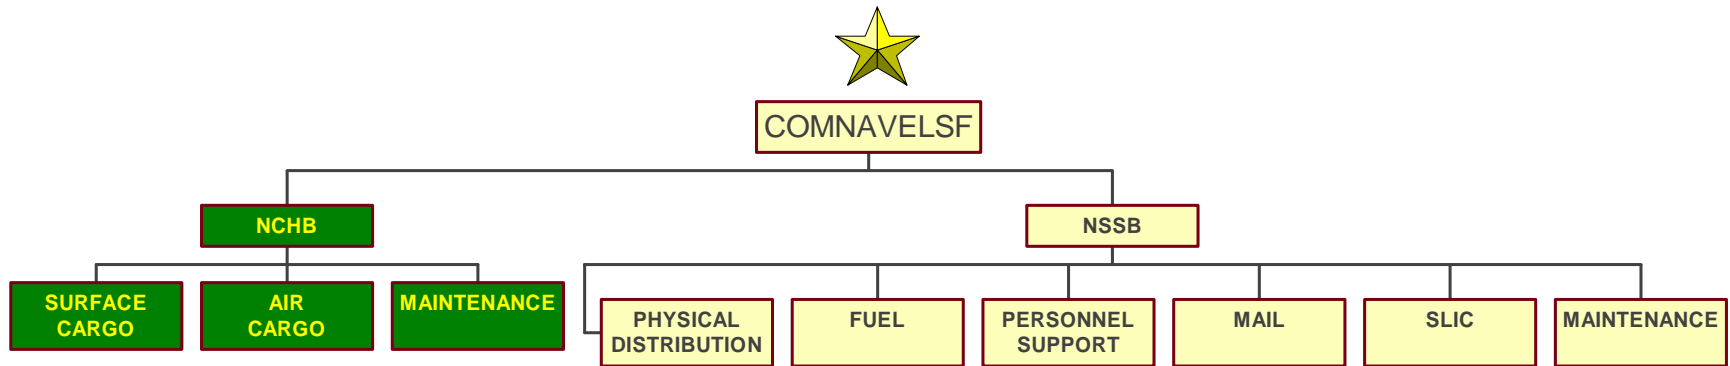 COMNAVELSF
NCHB
NSSB
SURFACE
CARGO
AIR
CARGO
MAINTENANCE
PHYSICAL
DISTRIBUTION
FUEL
PERSONNEL
SUPPORT
MAIL
SLIC
MAINTENANCE